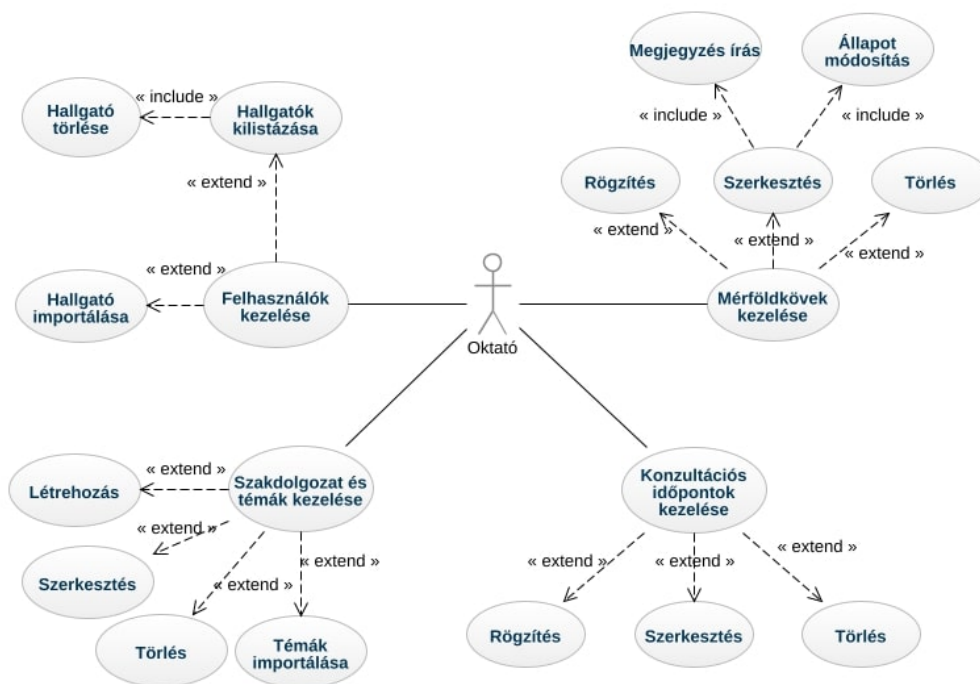 Megjegyzés írás
Állapot
módosítás
« include »
« include »
Hallgató
törlése
« include »
Hallgatók
kilistázása
« extend »
Rögzítés
Szerkesztés
Törlés
« extend »
« extend »
« extend »
Hallgató
importálása
« extend »
Felhasználók
kezelése
Mérföldkövek
kezelése
Oktató
Létrehozás
« extend »
Szakdolgozat és
témák kezelése
Konzultációs
időpontok
kezelése
« extend »
Szerkesztés
« extend »
« extend »
Törlés
Témák
importálása
« extend »
« extend »
« extend »
Rögzítés
Szerkesztés
Törlés